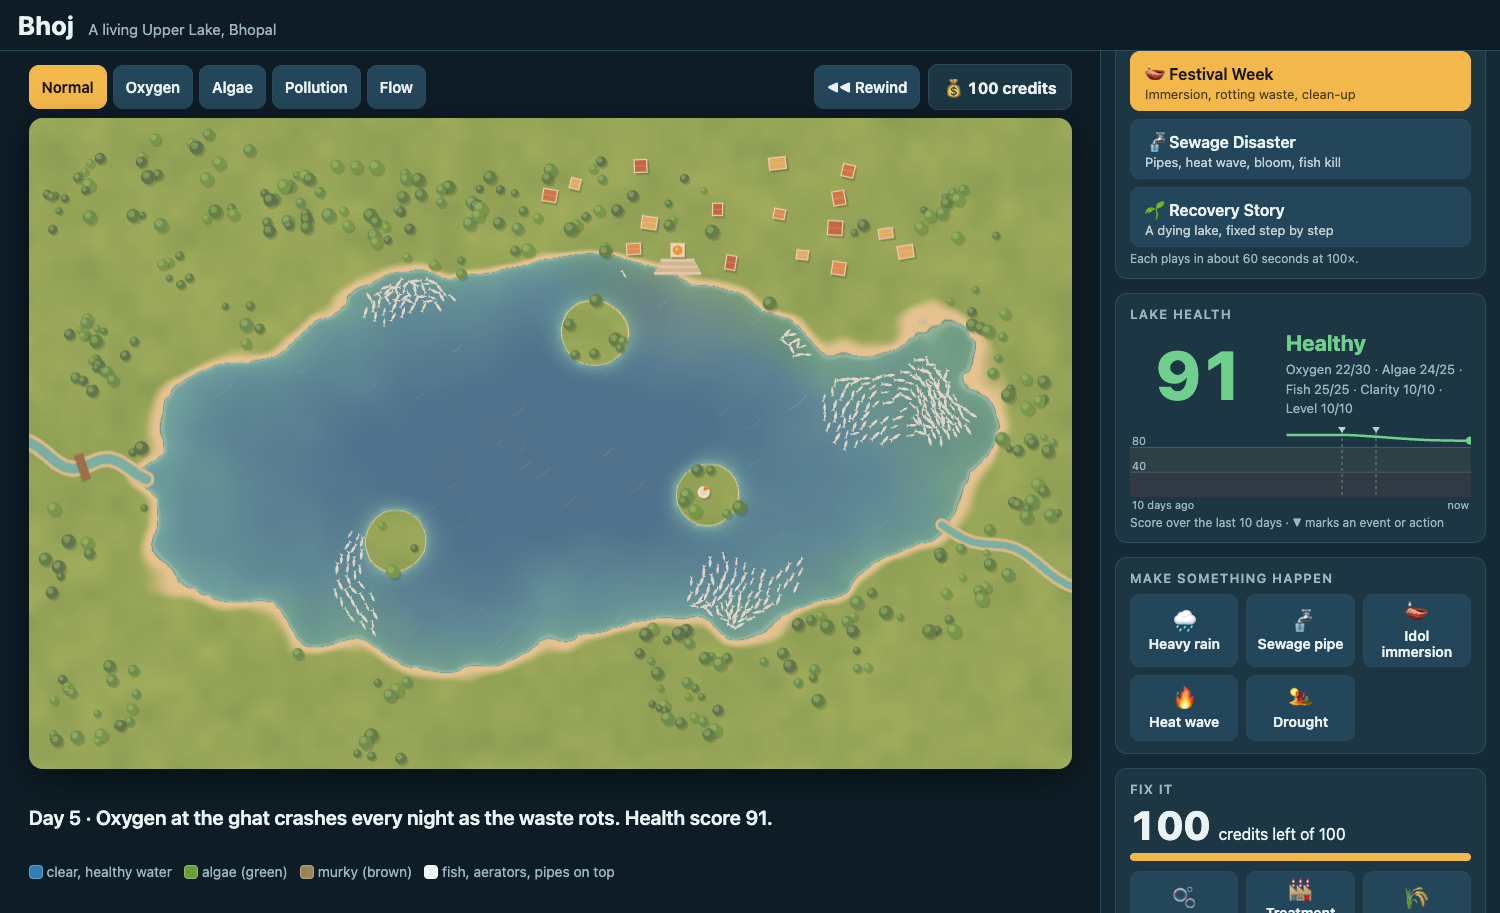 Bhoj A living Upper Lake, Bhopal
Normal Oxygen Algae Pollution Flow Rewind 100 credits
Festival Week
Immersion, rotting waste, clean-up
Sewage Disaster
Pipes, heat wave, bloom, fish kill
Recovery Story
A dying lake, fixed step by step
Each plays in about 60 seconds at 100×.
LAKE HEALTH
91
Healthy
Oxygen 22/30 · Algae 24/25 ·
Fish 25/25 · Clarity 10/10 ·
Level 10/10
80
40
10 days ago now
Score over the last 10 days · ▼ marks an event or action
MAKE SOMETHING HAPPEN
Heavy rain
Sewage pipe
Idol
immersion
Heat wave
Drought
FIX IT
100 credits left of 100
Treatment
Day 5 · Oxygen at the ghat crashes every night as the waste rots. Health score 91.
clear, healthy water algae (green) murky (brown) fish, aerators, pipes on top